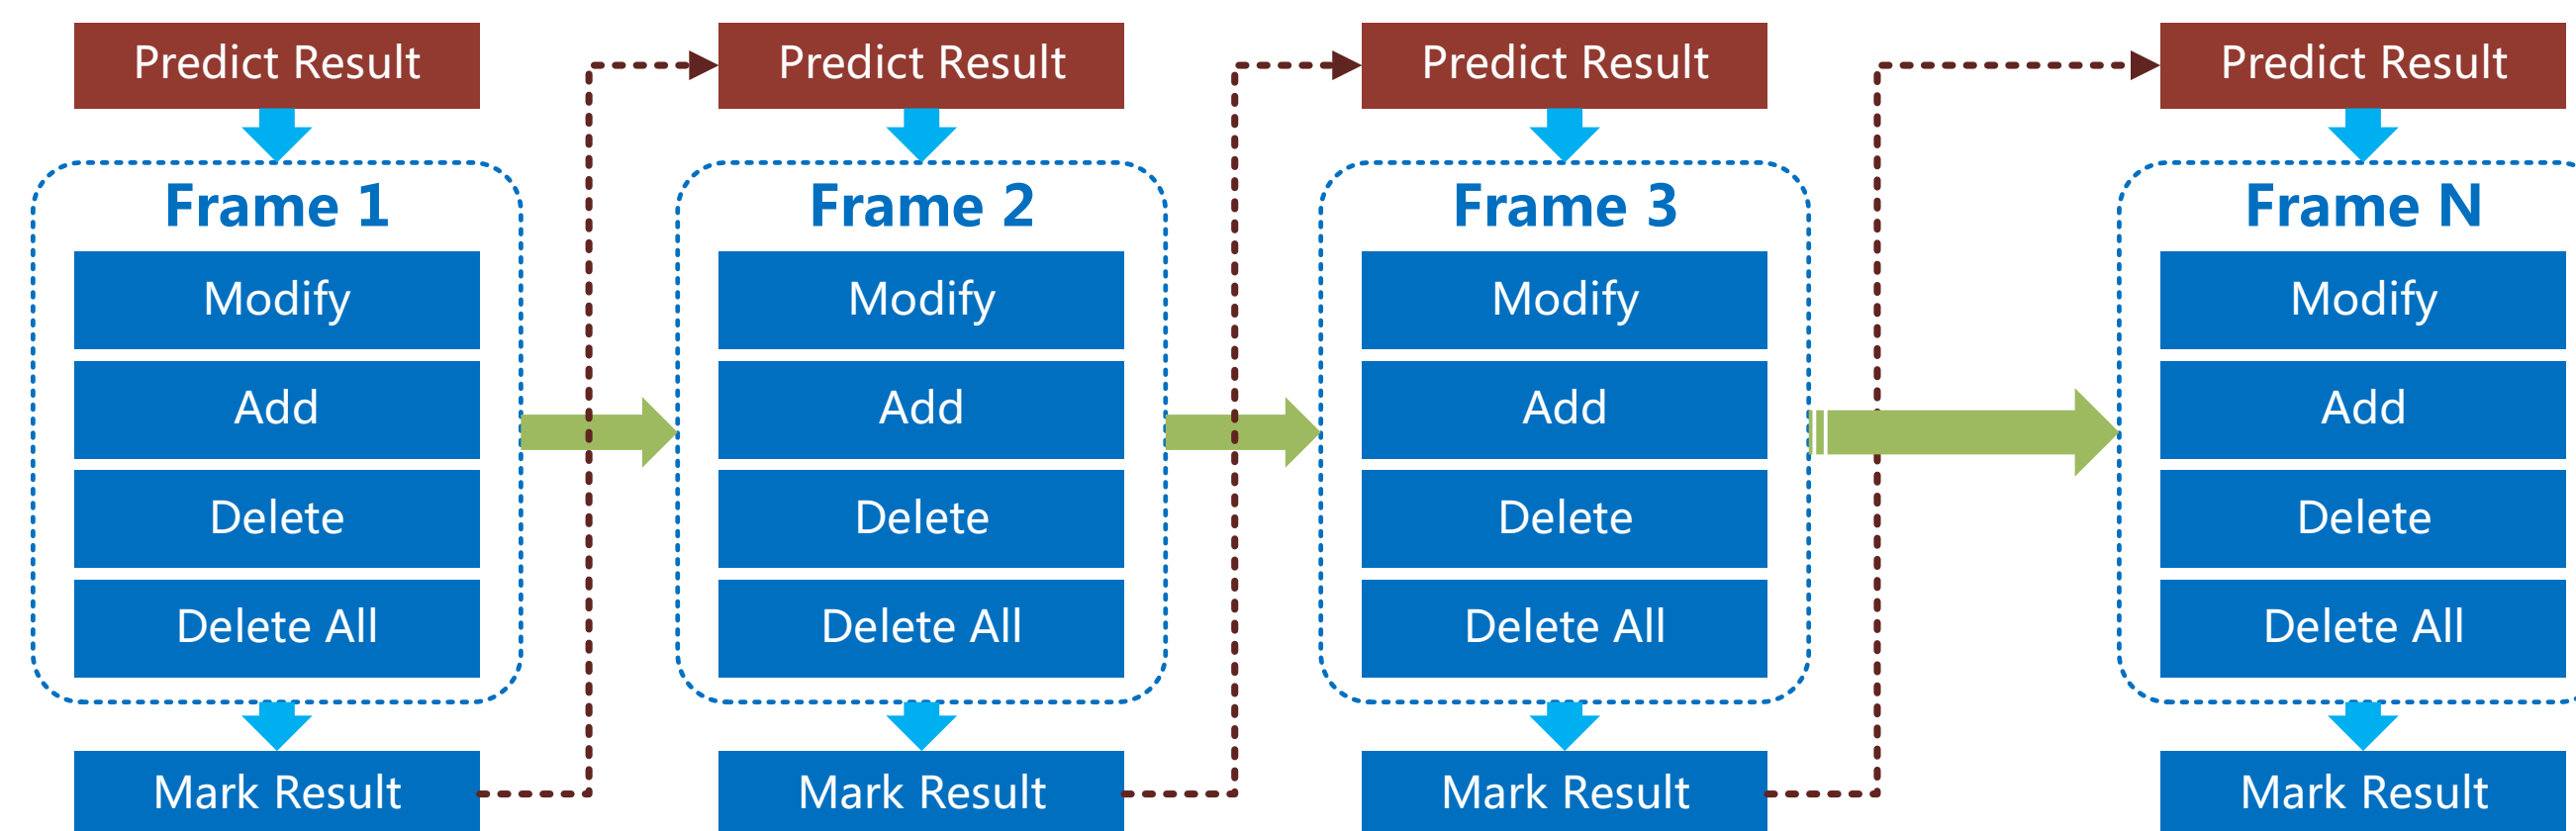 Predict Result
Frame 1
Modify
Add
Delete
Delete All
Mark Result
Predict Result
Frame 2
Modify
Add
Delete
Delete All
Mark Result
Predict Result
Frame 3
Modify
Add
Delete
Delete All
Mark Result
Predict Result
Frame N
Modify
Add
Delete
Delete All
Mark Result